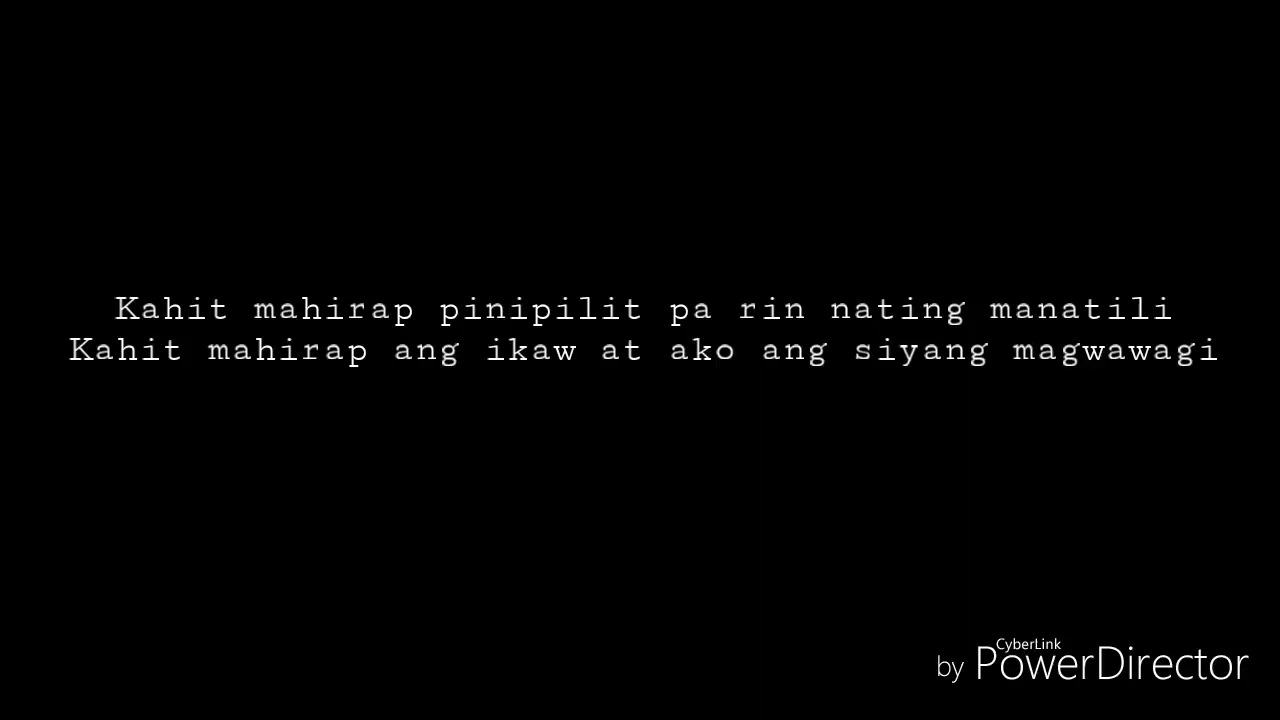 Kahit mahirap pinipilit pa rin nating manatili
Kahit mahirap ang ikaw at ako ang siyang magwawagi
CyberLink
by PowerDirector